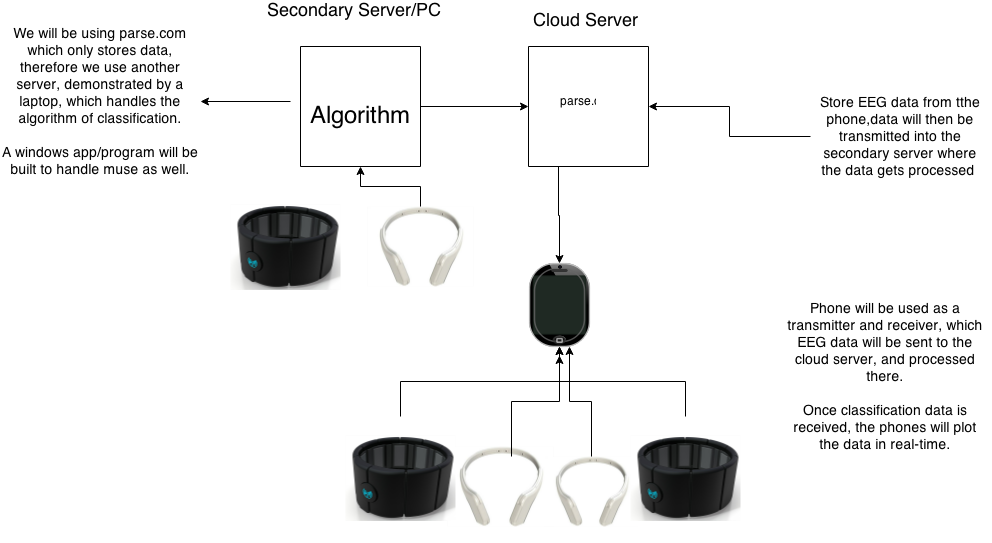 Secondary Server/PC
Cloud Server
We will be using parse.com
which only stores data,
therefore we use another
server, demonstrated by a
laptop, which handles the
algorithm of classification.
A windows app/program will be
built to handle muse as well.
Algorithm
parse.c
Store EEG data from tthe
phone,data will then be
transmitted into the
secondary server where
the data gets processed
Phone will be used as a
transmitter and receiver, which
EEG data will be sent to the
cloud server, and processed
there.
Once classification data is
received, the phones will plot
the data in real-time.